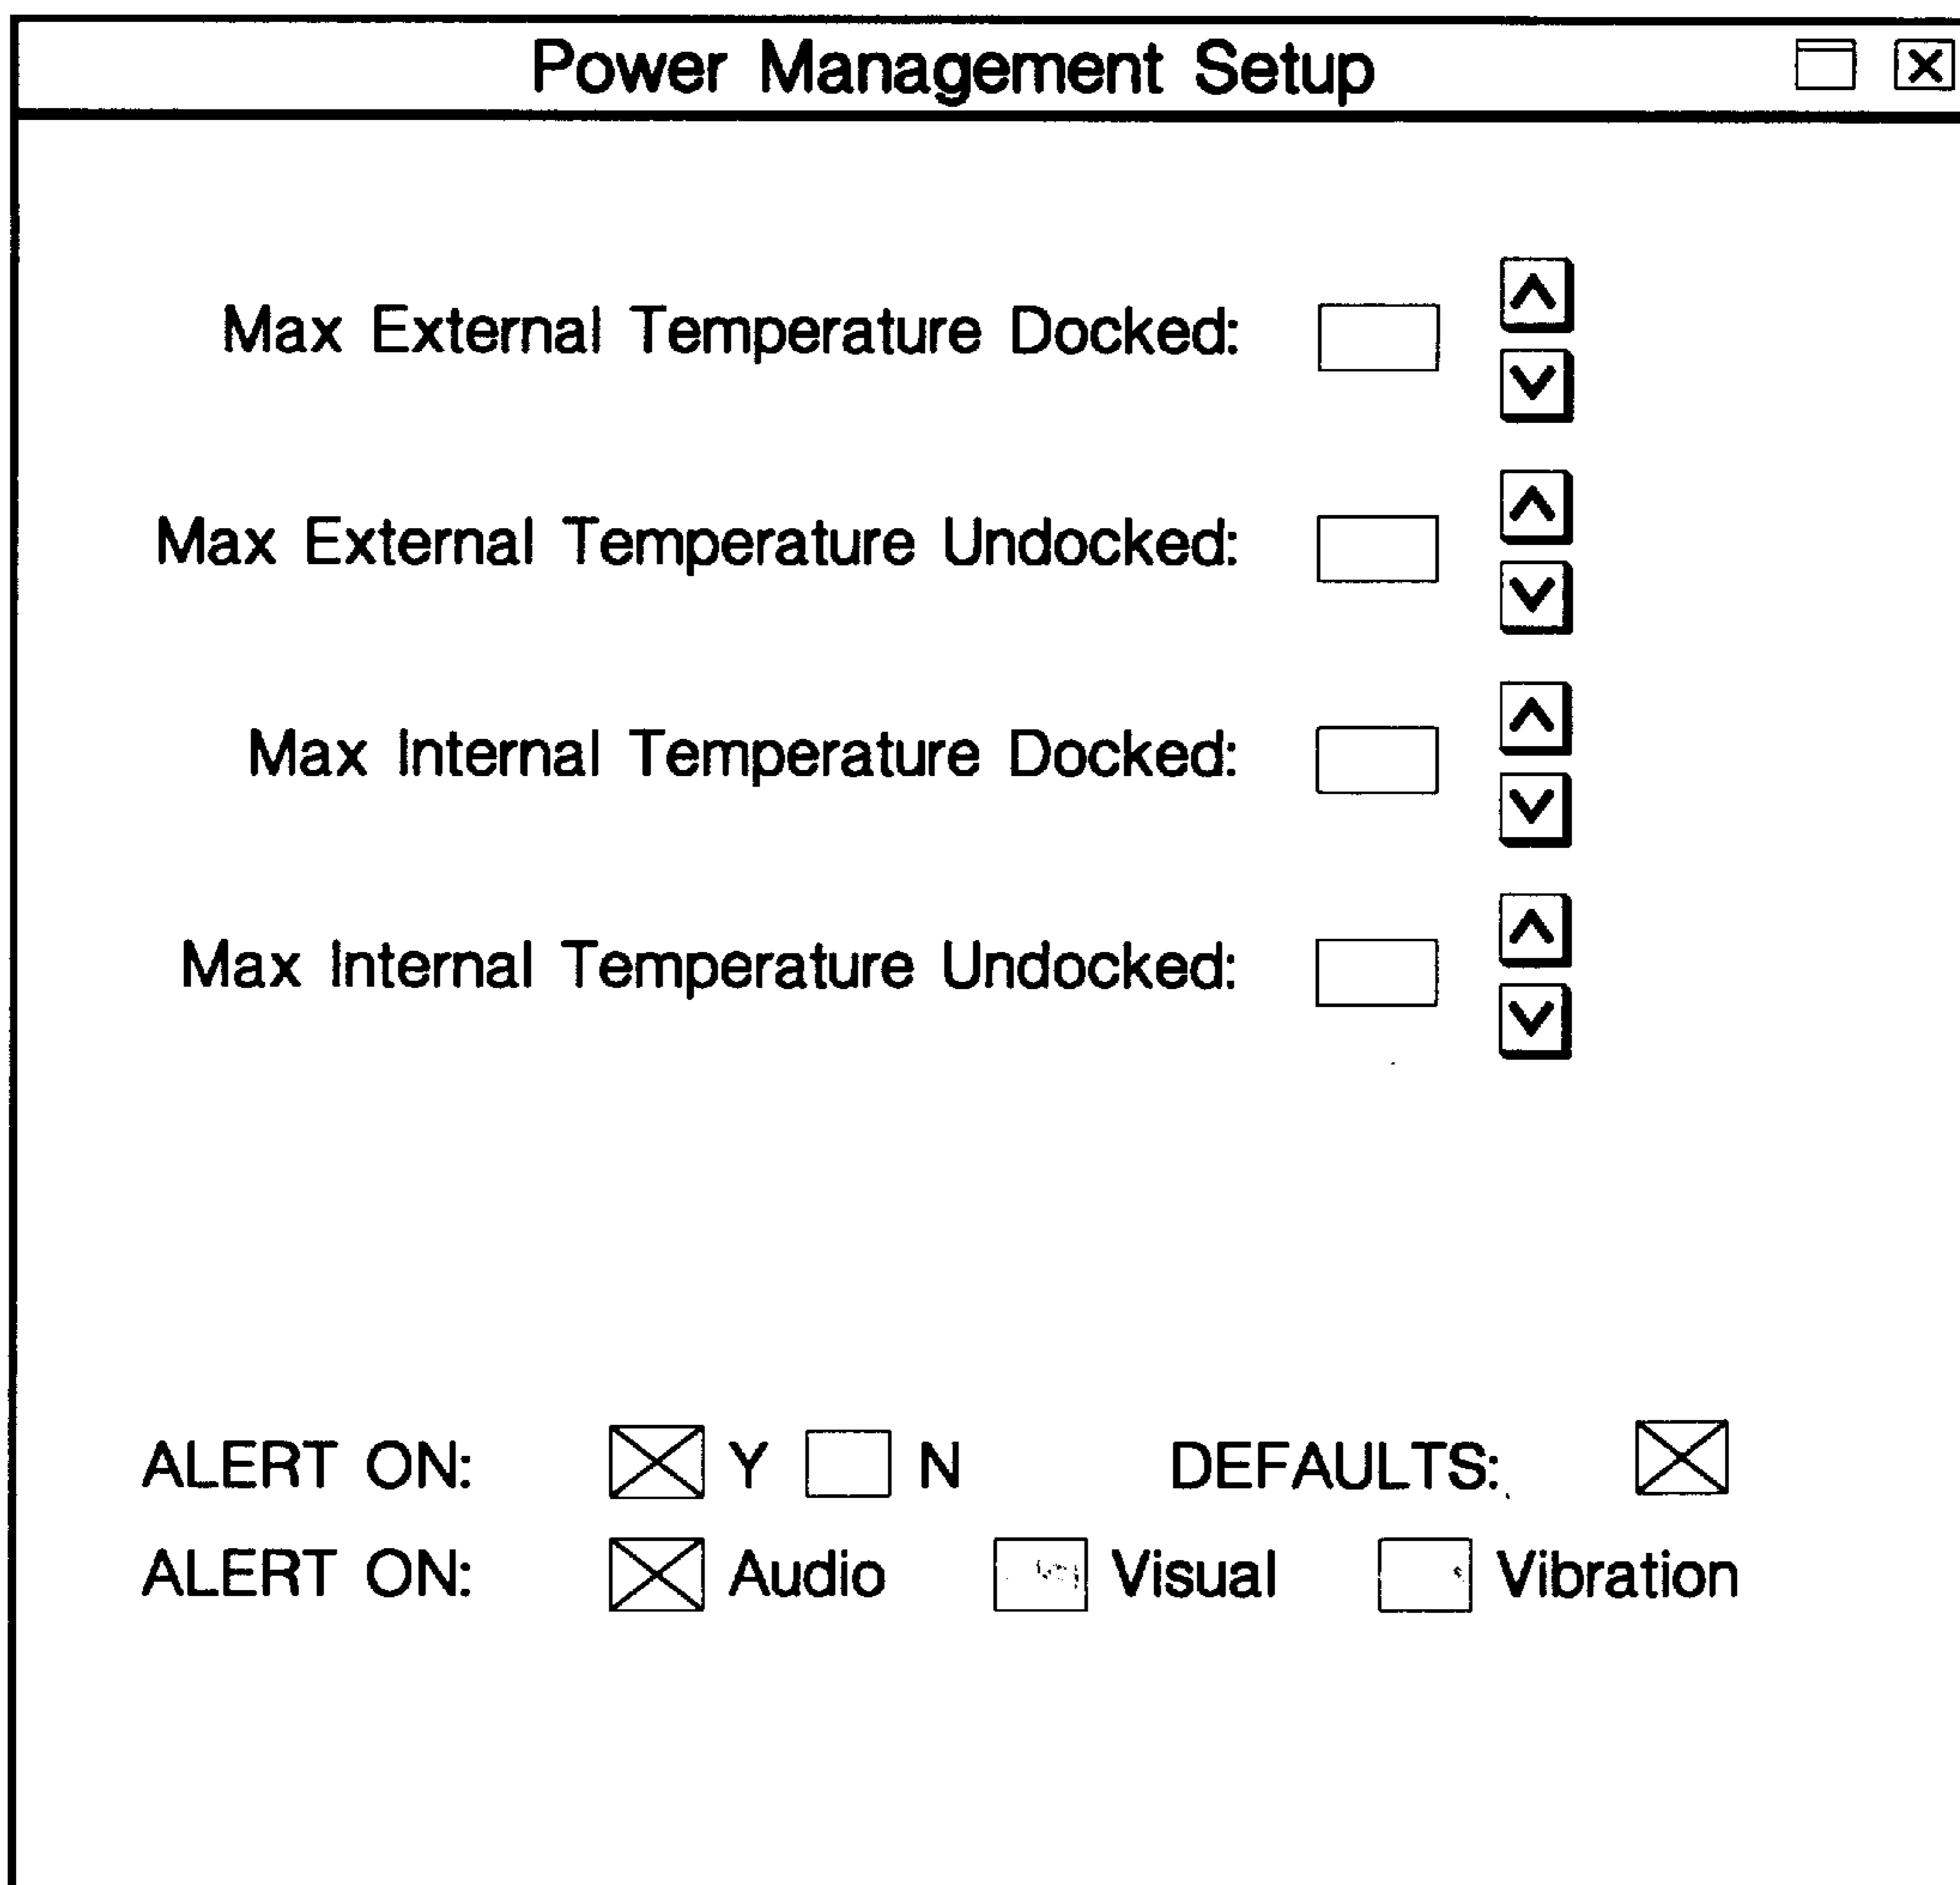 Power Management Setup
Max External Temperature Docked:
Max External Temperature Undocked:
Max Internal Temperature Docked:
Max Internal Temperature Undocked:
ALERT ON: Y N DEFAULTS:
ALERT ON: Audio Visual Vibration